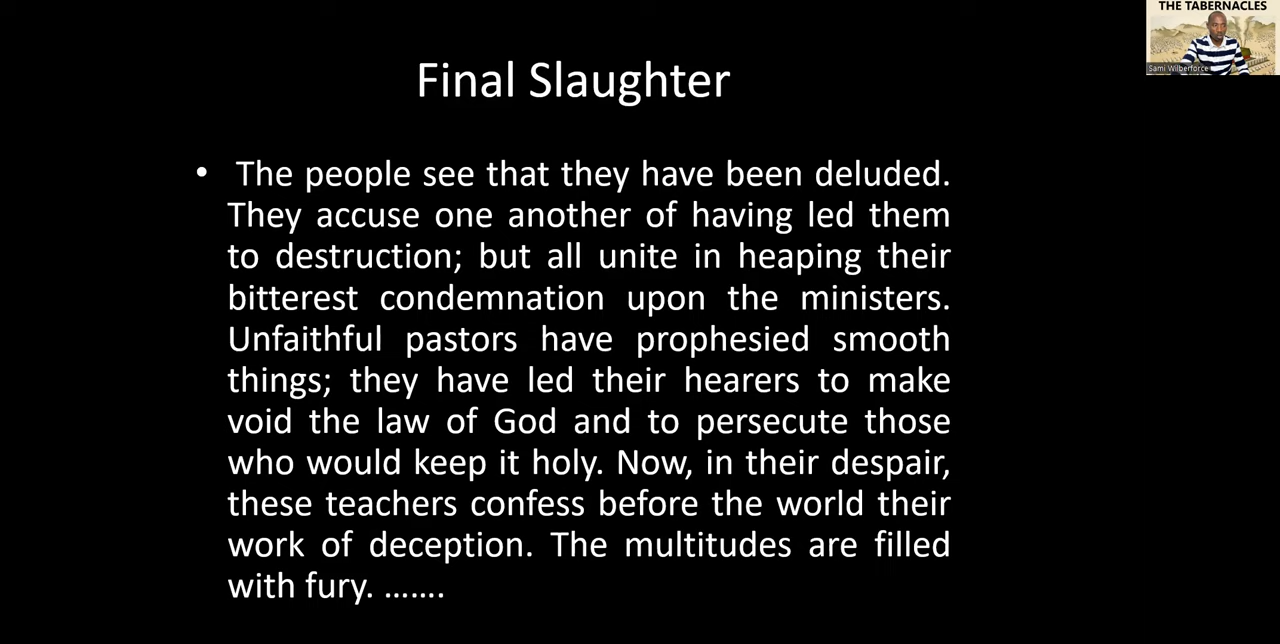 THE TABERNACLES
Sami Wilberforce
Final Slaughter
• The people see that they have been deluded.
They accuse one another of having led them
to destruction; but all unite in heaping their
bitterest condemnation upon the ministers.
Unfaithful pastors have prophesied smooth
things; they have led their hearers to make
void the law of God and to persecute those
who would keep it holy. Now, in their despair,
these teachers confess before the world their
work of deception. The multitudes are filled
with fury. .......